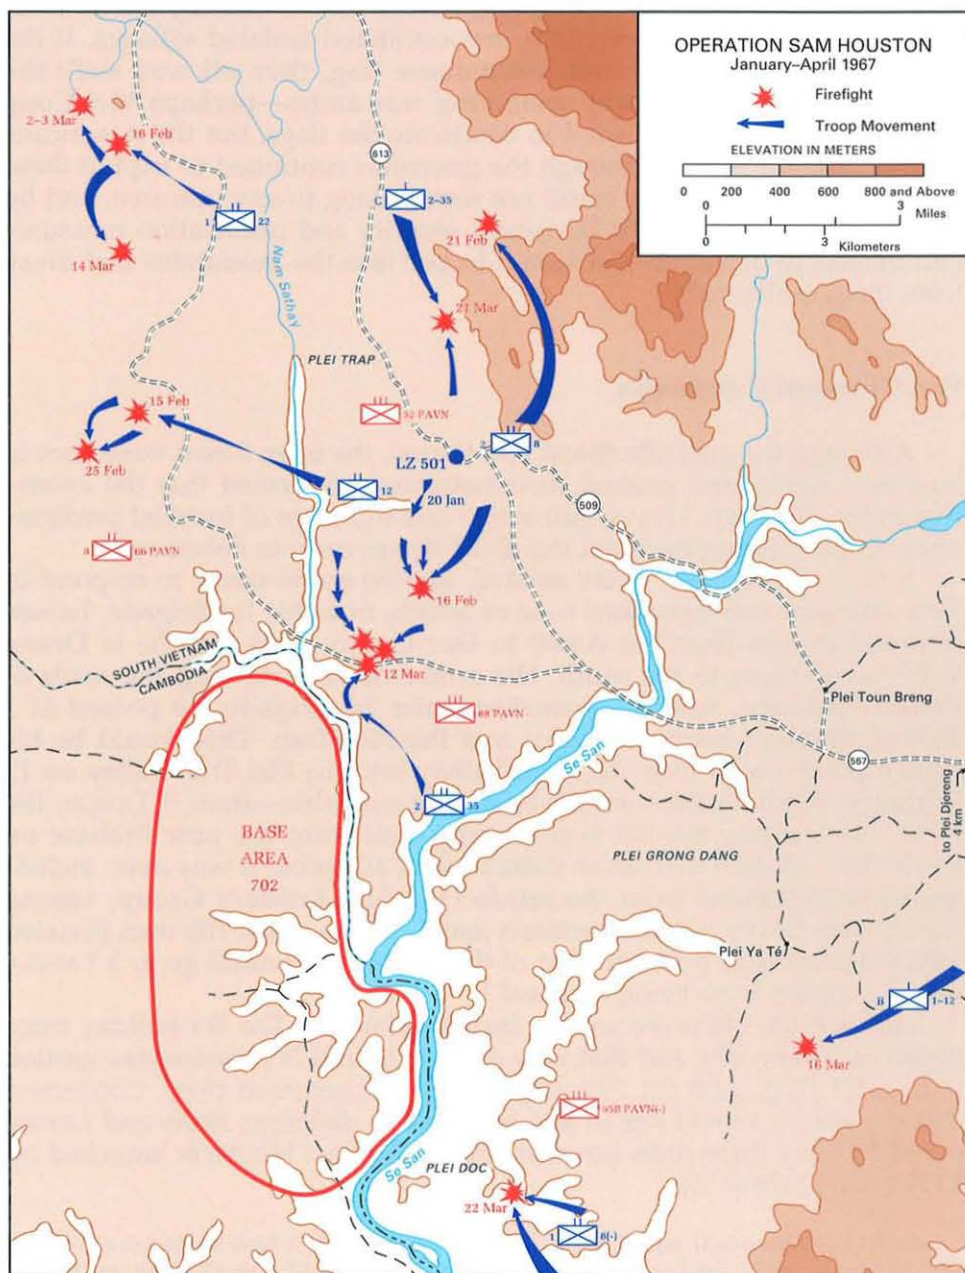 OPERATION SAM HOUSTON
January–April 1967
Firefight
Troop Movement
ELEVATION IN METERS
0 200 400 600 800 and Above
0 3
Miles
0 3
Kilometers
2–3 Mar
16 Feb
613
C 2–35
1 22
21 Feb
14 Mar
Nam Sathay
21 Mar
PLEI TRAP
15 Feb
PAVN
2 8
25 Feb
LZ 501
1 12
20 Jan
509
66 PAVN
16 Feb
SOUTH VIETNAM
CAMBODIA
12 Mar
Plei Toun Breng
PAVN
567
Se San
to Plei Djereng
4 km
2 35
BASE
AREA
702
PLEI GRONG DANG
Plei Ya Té
B 1–12
16 Mar
95B PAVN(-)
Se San
PLEI DOC
22 Mar
1 8(-)